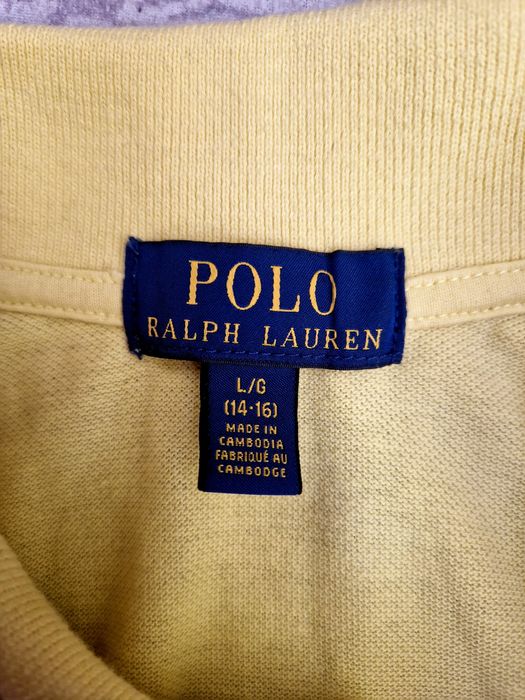 POLO
RALPH LAUREN
L/G
(14-16)
MADE IN
CAMBODIA
FABRIQUÉ AU
CAMBODGE